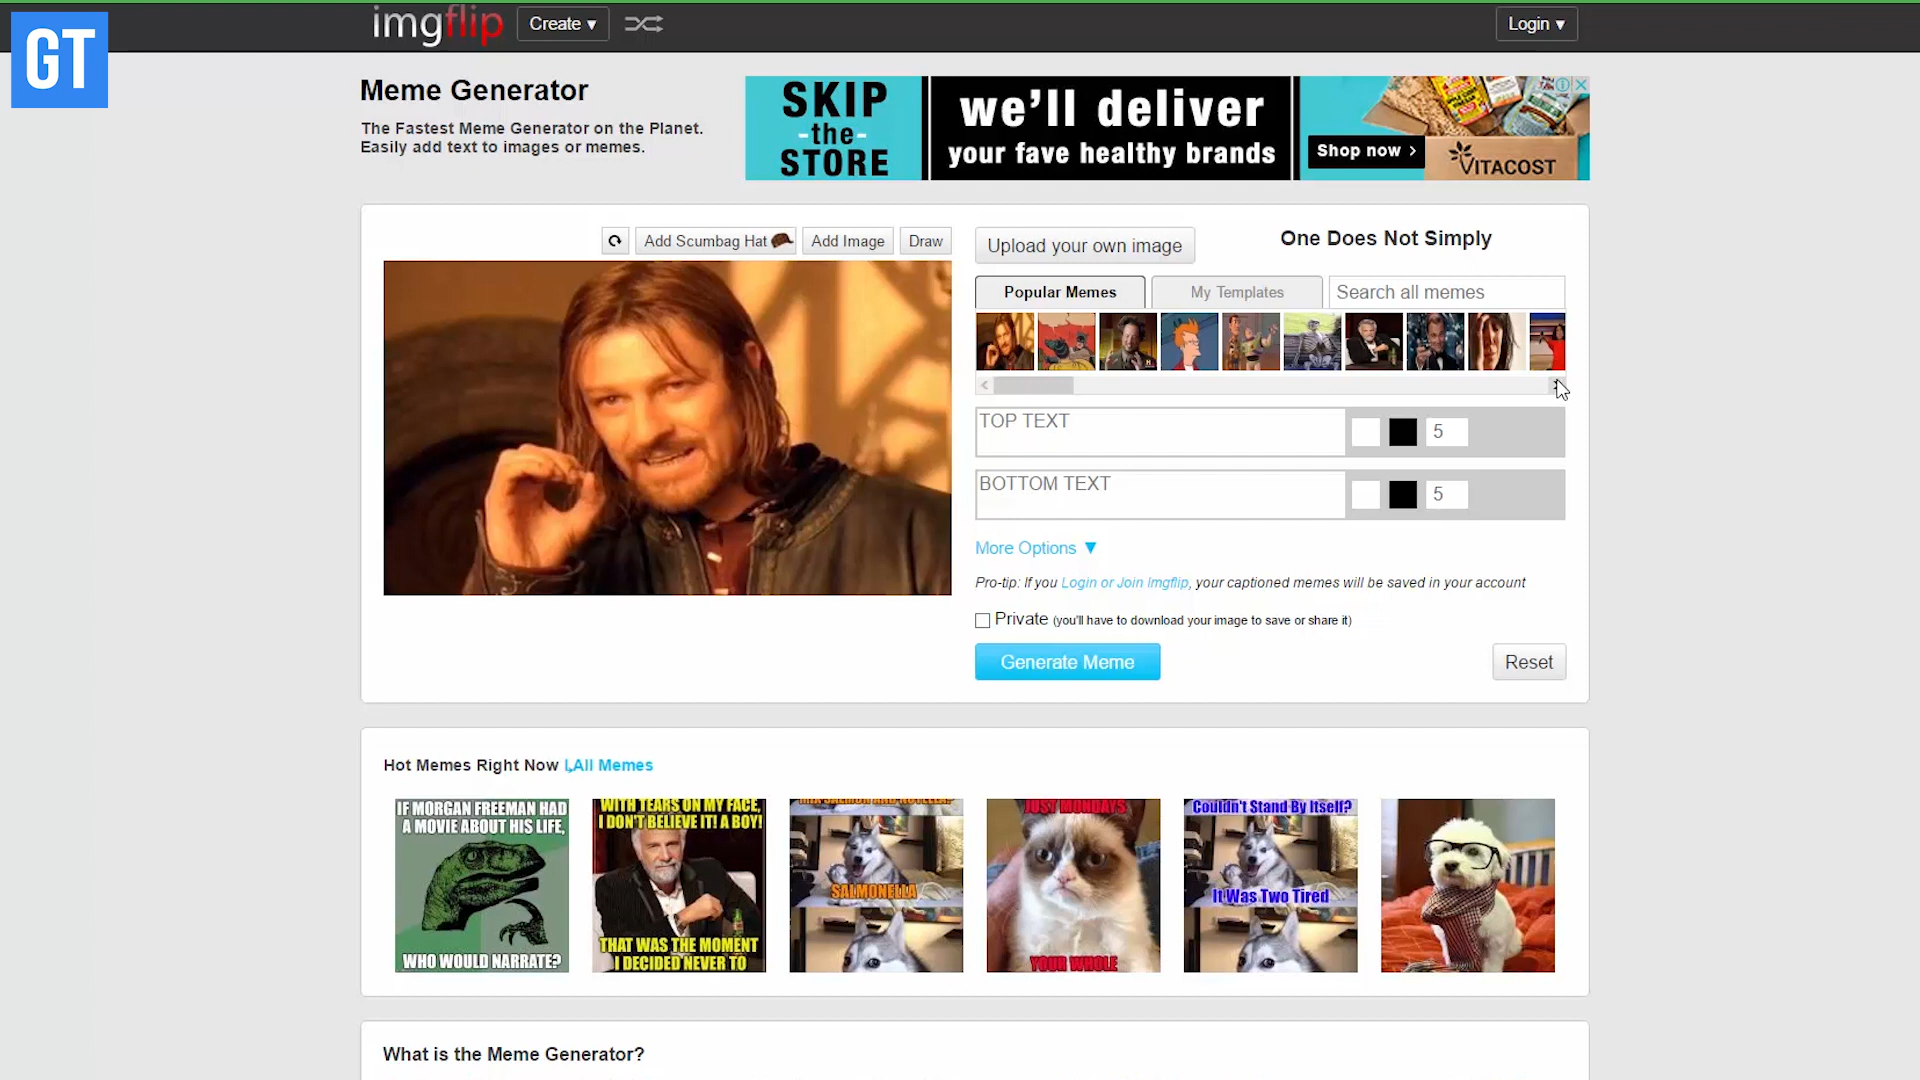 GT
imgflip
Create ▾
Login ▾
Meme Generator
The Fastest Meme Generator on the Planet.
Easily add text to images or memes.
SKIP
-the-
STORE
we'll deliver
your fave healthy brands
Shop now >
VITACOST
Add Scumbag Hat
Add Image
Draw
Upload your own image
One Does Not Simply
Popular Memes
My Templates
Search all memes
TOP TEXT
5
BOTTOM TEXT
5
More Options ▼
Pro-tip: If you Login or Join Imgflip, your captioned memes will be saved in your account
Private (you'll have to download your image to save or share it)
Generate Meme
Reset
Hot Memes Right Now
All Memes
IF MORGAN FREEMAN HAD
A MOVIE ABOUT HIS LIFE,
WHO WOULD NARRATE?
WITH TEARS ON MY FACE,
I DON'T BELIEVE IT! A BOY!
THAT WAS THE MOMENT
I DECIDED NEVER TO
SALMONELLA
JUST MONDAYS
YOUR WHOLE
Couldn't Stand By Itself?
It Was Two Tired
What is the Meme Generator?